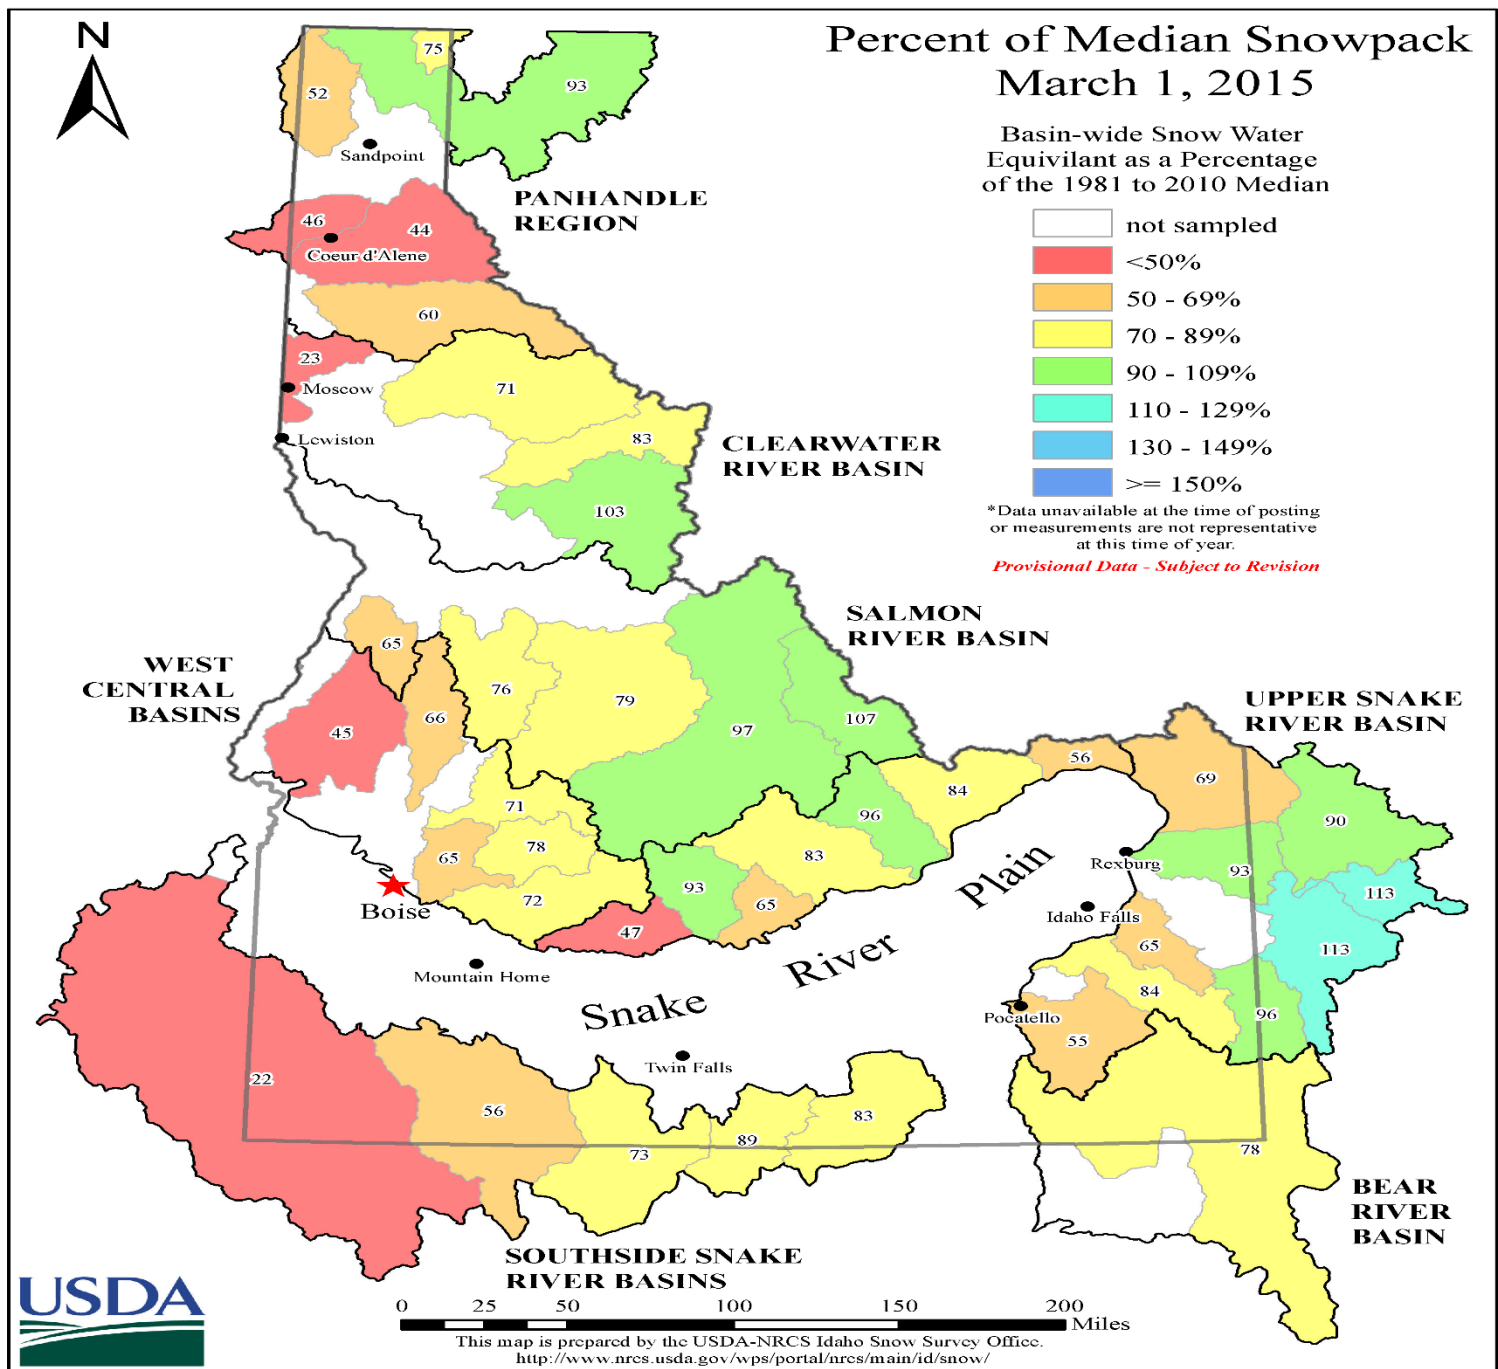 N
Percent of Median Snowpack
March 1, 2015
Basin-wide Snow Water
Equivilant as a Percentage
of the 1981 to 2010 Median
not sampled
<50%
50 - 69%
70 - 89%
90 - 109%
110 - 129%
130 - 149%
>= 150%
*Data unavailable at the time of posting
or measurements are not representative
at this time of year.
Provisional Data - Subject to Revision
75
93
52
Sandpoint
PANHANDLE
REGION
46
44
Coeur d'Alene
60
23
Moscow
71
Lewiston
83
CLEARWATER
RIVER BASIN
103
SALMON
RIVER BASIN
65
WEST
CENTRAL
BASINS
76
79
66
45
97
107
UPPER SNAKE
RIVER BASIN
56
69
84
71
96
90
65
78
83
Rexburg
93
Boise
72
93
65
113
47
Idaho Falls
65
113
Mountain Home
Snake River Plain
84
96
Pocatello
55
Twin Falls
22
56
73
89
83
78
BEAR
RIVER
BASIN
SOUTHSIDE SNAKE
RIVER BASINS
USDA
0 25 50 100 150 200
Miles
This map is prepared by the USDA-NRCS Idaho Snow Survey Office.
http://www.nrcs.usda.gov/wps/portal/nrcs/main/id/snow/